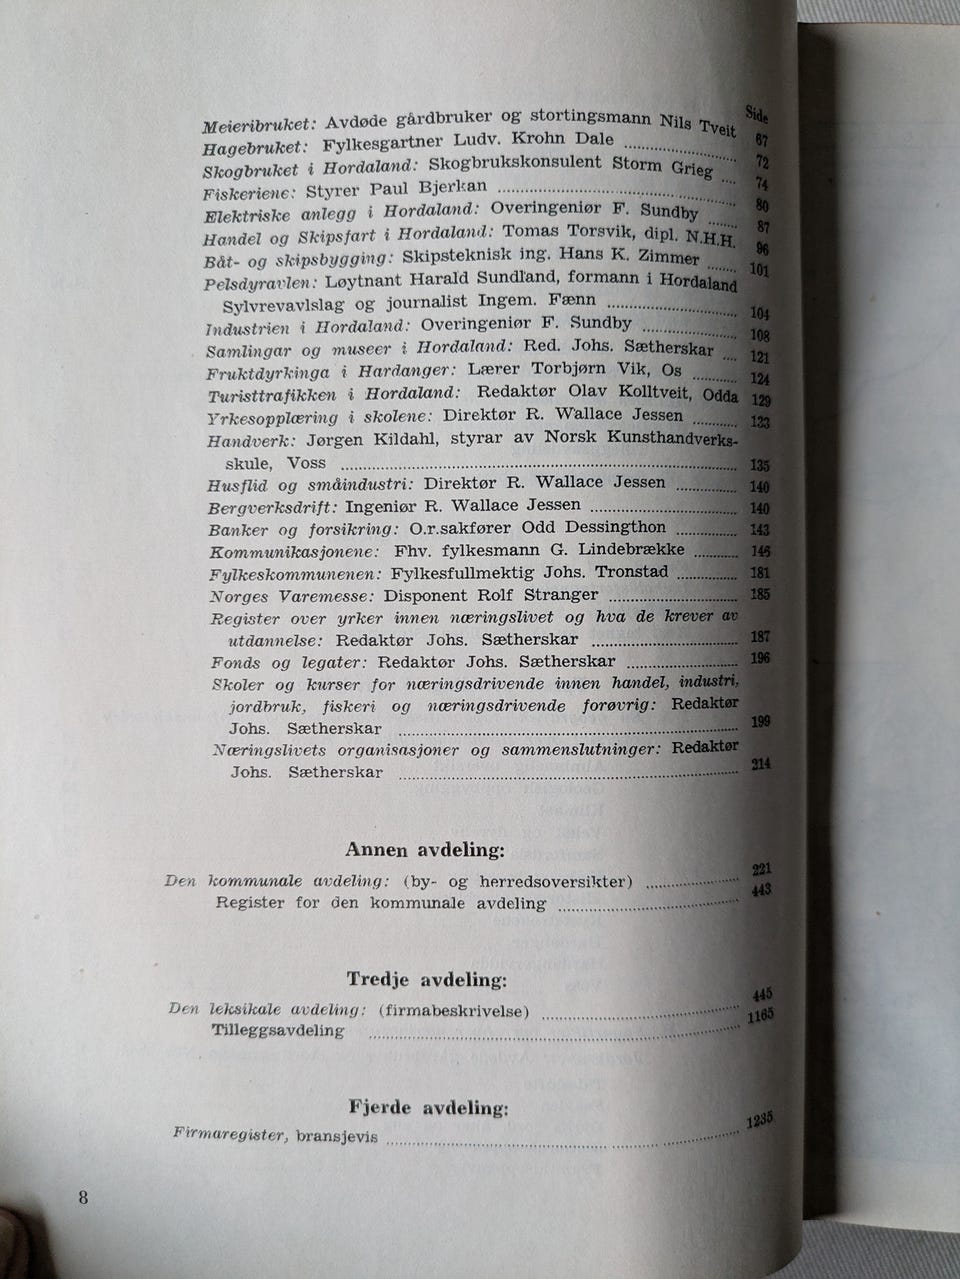 Side
Meieribruket: Avdøde gårdbruker og stortingsmann Nils Tveit 67
Hagebruket: Fylkesgartner Ludv. Krohn Dale 72
Skogbruket i Hordaland: Skogbrukskonsulent Storm Grieg 74
Fiskeriene: Styrer Paul Bjerkan 80
Elektriske anlegg i Hordaland: Overingeniør F. Sundby 87
Handel og Skipsfart i Hordaland: Tomas Torsvik, dipl. N.H.H. 96
Båt- og skipsbygging: Skipsteknisk ing. Hans K. Zimmer 101
Pelsdyravlen: Løytnant Harald Sundland, formann i Hordaland
Sylvrevavlslag og journalist Ingem. Fænn 104
Industrien i Hordaland: Overingeniør F. Sundby 108
Samlingar og museer i Hordaland: Red. Johs. Sætherskar 121
Fruktdyrkinga i Hardanger: Lærer Torbjørn Vik, Os 124
Turisttrafikken i Hordaland: Redaktør Olav Kolltveit, Odda 129
Yrkesopplæring i skolene: Direktør R. Wallace Jessen 133
Handverk: Jørgen Kildahl, styrar av Norsk Kunsthandverks-
skule, Voss 135
Husflid og småindustri: Direktør R. Wallace Jessen 140
Bergverksdrift: Ingeniør R. Wallace Jessen 140
Banker og forsikring: O.r.sakfører Odd Dessingthon 143
Kommunikasjonene: Fhv. fylkesmann G. Lindebrække 146
Fylkeskommunenen: Fylkesfullmektig Johs. Tronstad 181
Norges Varemesse: Disponent Rolf Stranger 185
Register over yrker innen næringslivet og hva de krever av
utdannelse: Redaktør Johs. Sætherskar 187
Fonds og legater: Redaktør Johs. Sætherskar 196
Skoler og kurser for næringsdrivende innen handel, industri,
jordbruk, fiskeri og næringsdrivende forøvrig: Redaktør
Johs. Sætherskar 199
Næringslivets organisasjoner og sammenslutninger: Redaktør
Johs. Sætherskar 214
Annen avdeling:
Den kommunale avdeling: (by- og herredsoversikter) 221
Register for den kommunale avdeling 443
Tredje avdeling:
Den leksikale avdeling: (firmabeskrivelse) 445
Tilleggsavdeling 1165
Fjerde avdeling:
Firmaregister, bransjevis 1235
8